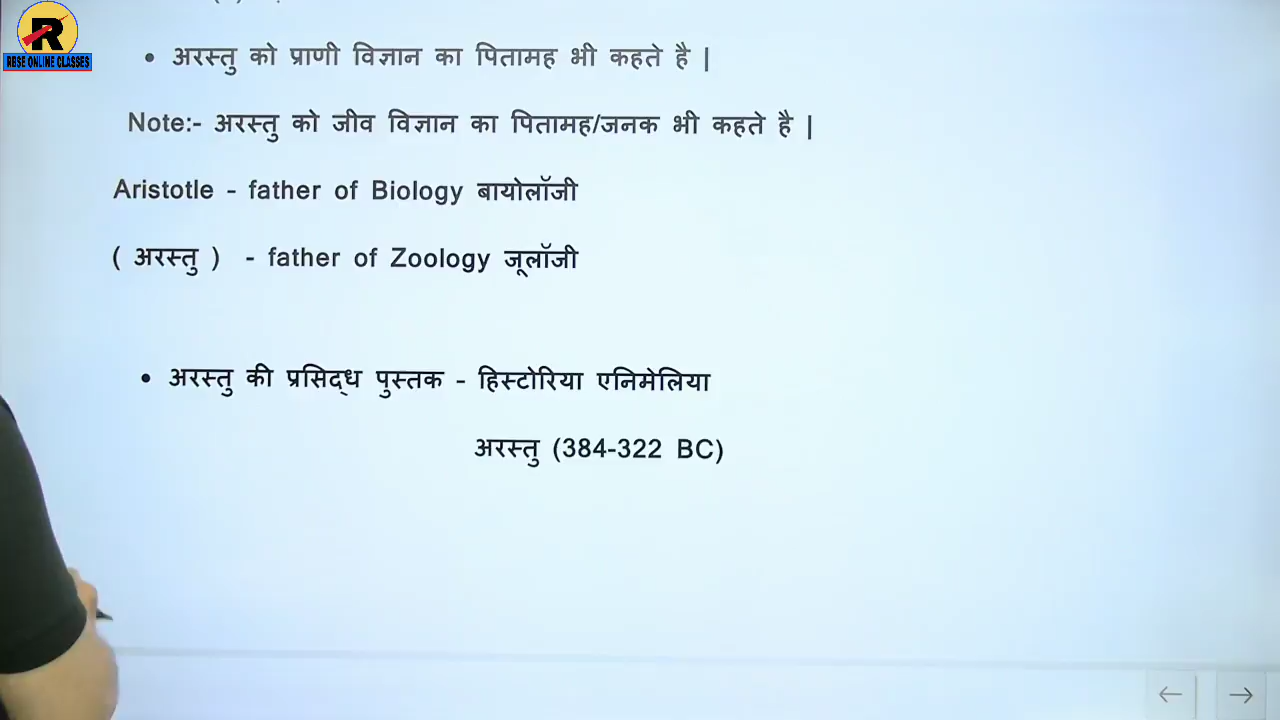 R
RBSE ONLINE CLASSES
• अरस्तु को प्राणी विज्ञान का पितामह भी कहते है |
Note:- अरस्तु को जीव विज्ञान का पितामह/जनक भी कहते है |
Aristotle - father of Biology बायोलॉजी
( अरस्तु ) - father of Zoology जूलॉजी
• अरस्तु की प्रसिद्ध पुस्तक - हिस्टोरिया एनिमेलिया
अरस्तु (384-322 BC)